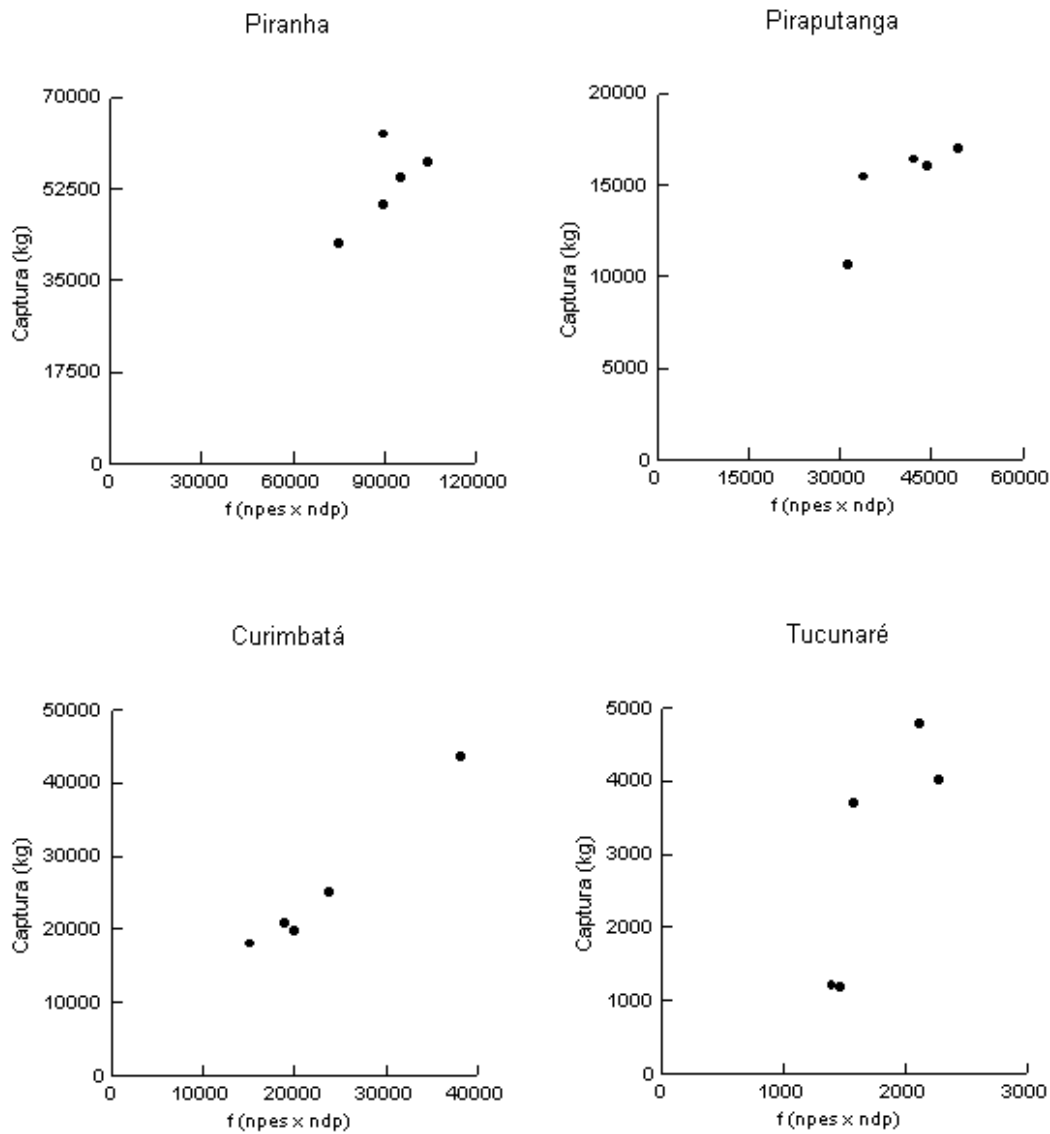 Piranha
70000
52500
35000
17500
0
Captura (kg)
0 30000 60000 90000 120000
f (npes x ndp)
Piraputanga
20000
15000
10000
5000
0
Captura (kg)
0 15000 30000 45000 60000
f (npes x ndp)
Curimbatá
50000
40000
30000
20000
10000
0
Captura (kg)
0 10000 20000 30000 40000
f (npes x ndp)
Tucunaré
5000
4000
3000
2000
1000
0
Captura (kg)
0 1000 2000 3000
f (npes x ndp)